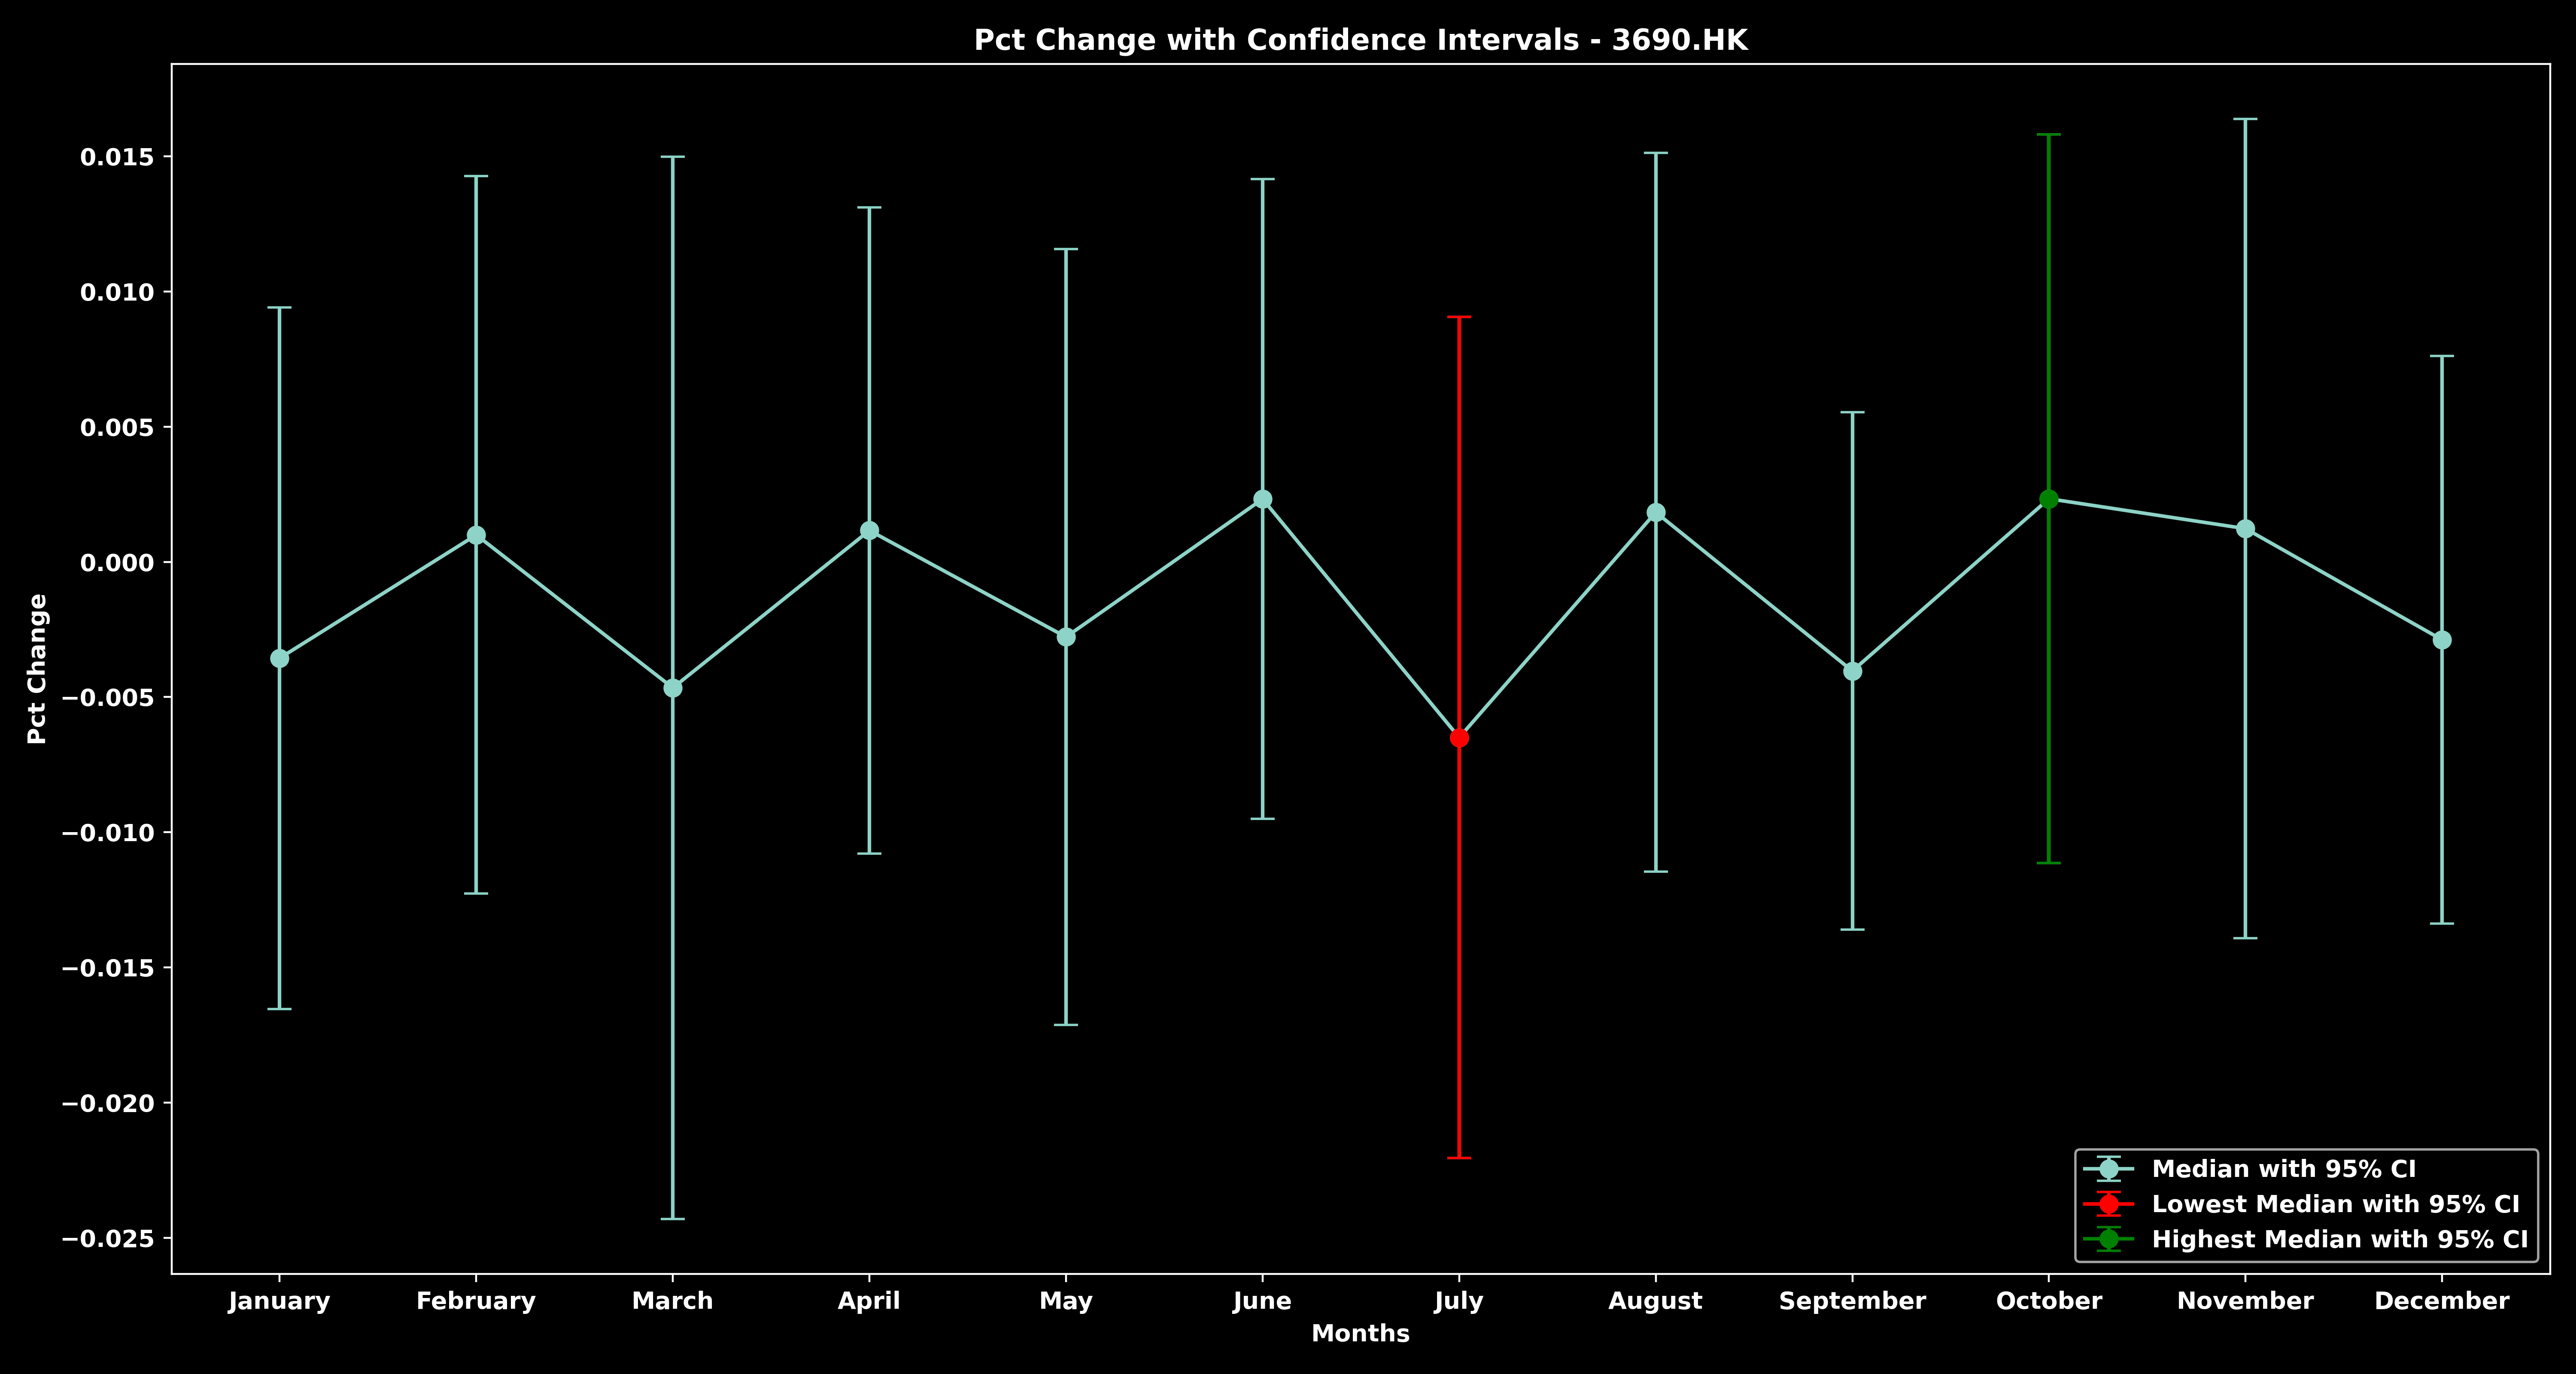 Pct Change with Confidence Intervals - 3690.HK
Pct Change
0.015
0.010
0.005
0.000
−0.005
−0.010
−0.015
−0.020
−0.025
January February March April May June July August September October November December
Months
Median with 95% CI
Lowest Median with 95% CI
Highest Median with 95% CI